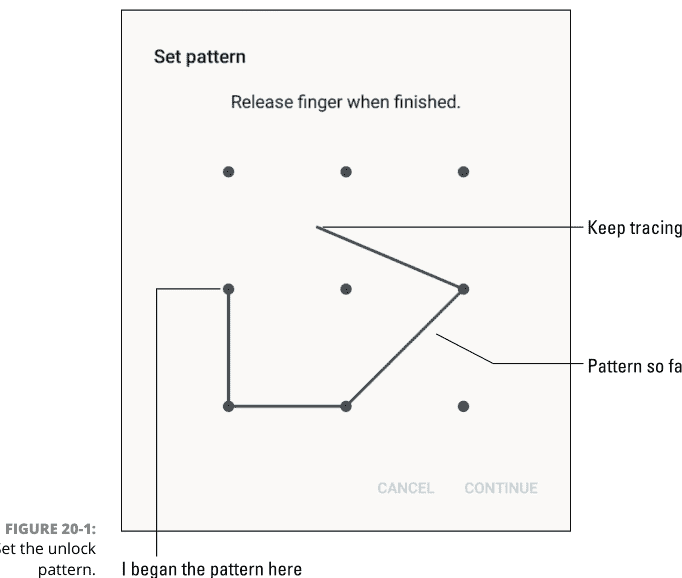 Set pattern
Release finger when finished.
Keep tracing
Pattern so fa
CANCEL CONTINUE
FIGURE 20-1:
Set the unlock
pattern.
I began the pattern here